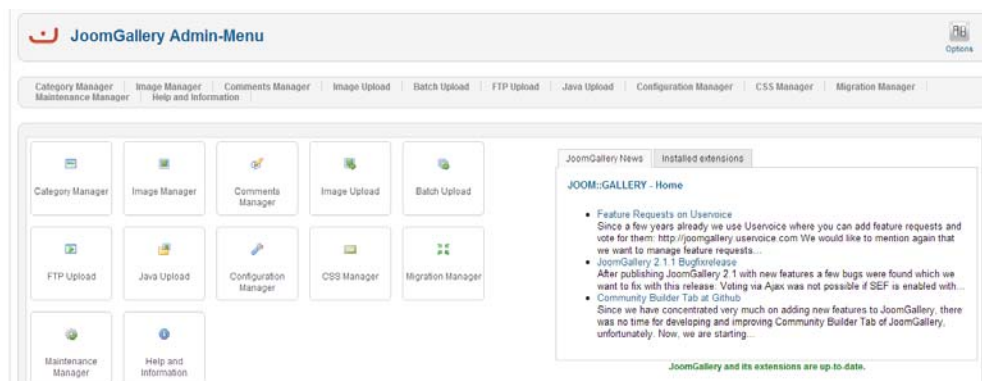 JoomGallery Admin-Menu
Options
Category Manager Image Manager Comments Manager Image Upload Batch Upload FTP Upload Java Upload Configuration Manager CSS Manager Migration Manager
Maintenance Manager Help and Information
Category Manager
Image Manager
Comments
Manager
Image Upload
Batch Upload
FTP Upload
Java Upload
Configuration
Manager
CSS Manager
Migration Manager
Maintenance
Manager
Help and
Information
JoomGallery News
Installed extensions
JOOM::GALLERY - Home
Feature Requests on Uservoice
Since a few years already we use Uservoice where you can add feature requests and
vote for them: http://joomgallery.uservoice.com We would like to mention again that
we want to manage feature requests...
JoomGallery 2.1.1 Bugfixrelease
After publishing JoomGallery 2.1 with new features a few bugs were found which we
want to fix with this release: Voting via Ajax was not possible if SEF is enabled with...
Community Builder Tab at Github
Since we have concentrated very much on adding new features to JoomGallery, there
was no time for developing and improving Community Builder Tab of JoomGallery,
unfortunately. Now, we are starting...
JoomGallery and its extensions are up-to-date.